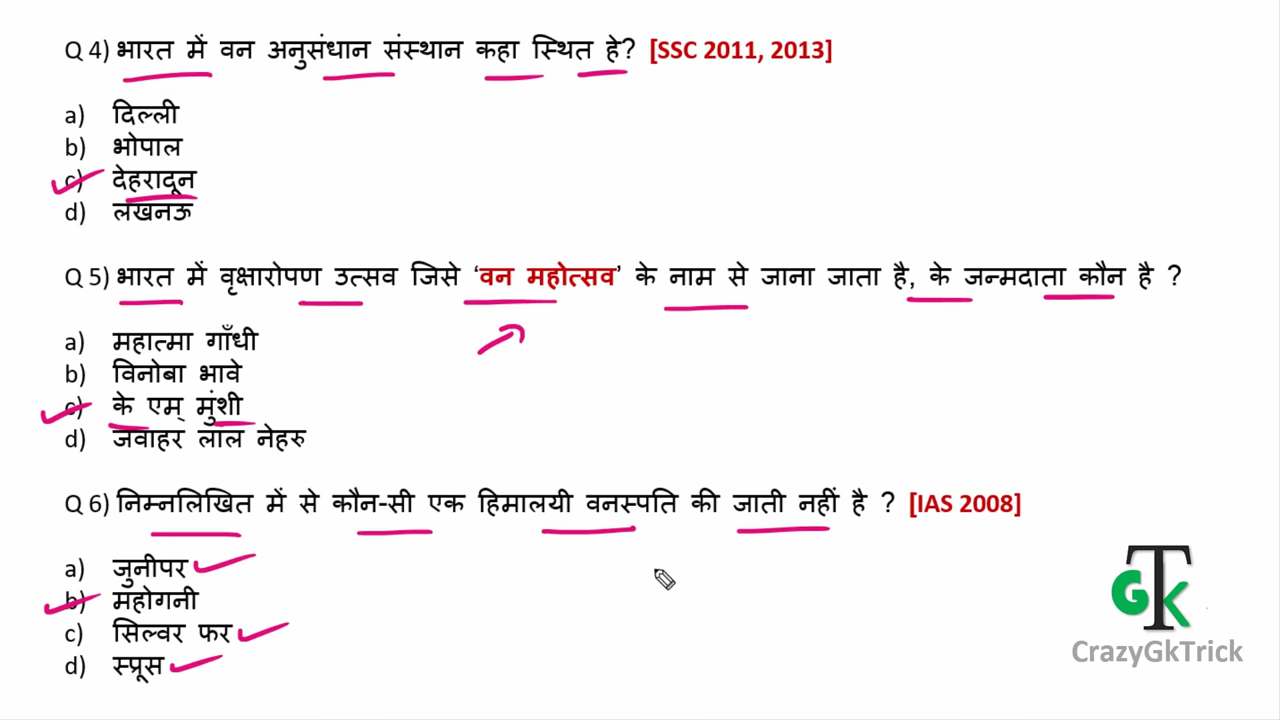 Q 4) भारत में वन अनुसंधान संस्थान कहा स्थित हे? [SSC 2011, 2013]
a) दिल्ली
b) भोपाल
c) देहरादून
d) लखनऊ
Q 5) भारत में वृक्षारोपण उत्सव जिसे ‘वन महोत्सव’ के नाम से जाना जाता है, के जन्मदाता कौन है ?
a) महात्मा गाँधी
b) विनोबा भावे
c) के एम् मुंशी
d) जवाहर लाल नेहरु
Q 6) निम्नलिखित में से कौन-सी एक हिमालयी वनस्पति की जाती नहीं है ? [IAS 2008]
a) जुनीपर
b) महोगनी
c) सिल्वर फर
d) स्प्रूस
GTK
CrazyGkTrick